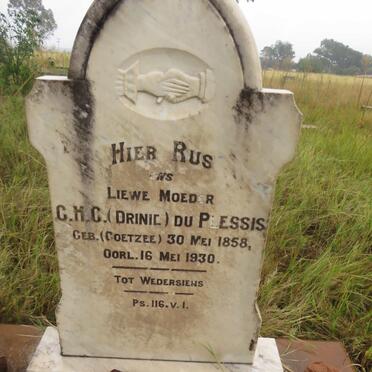 HIER RUS
ONS
LIEWE MOEDER
C.H.C. (DRINIE) DU PLESSIS
GEB. (COETZEE) 30 MEI 1858,
OORL. 16 MEI 1930.
TOT WEDERSIENS
PS. 116. V. 1.